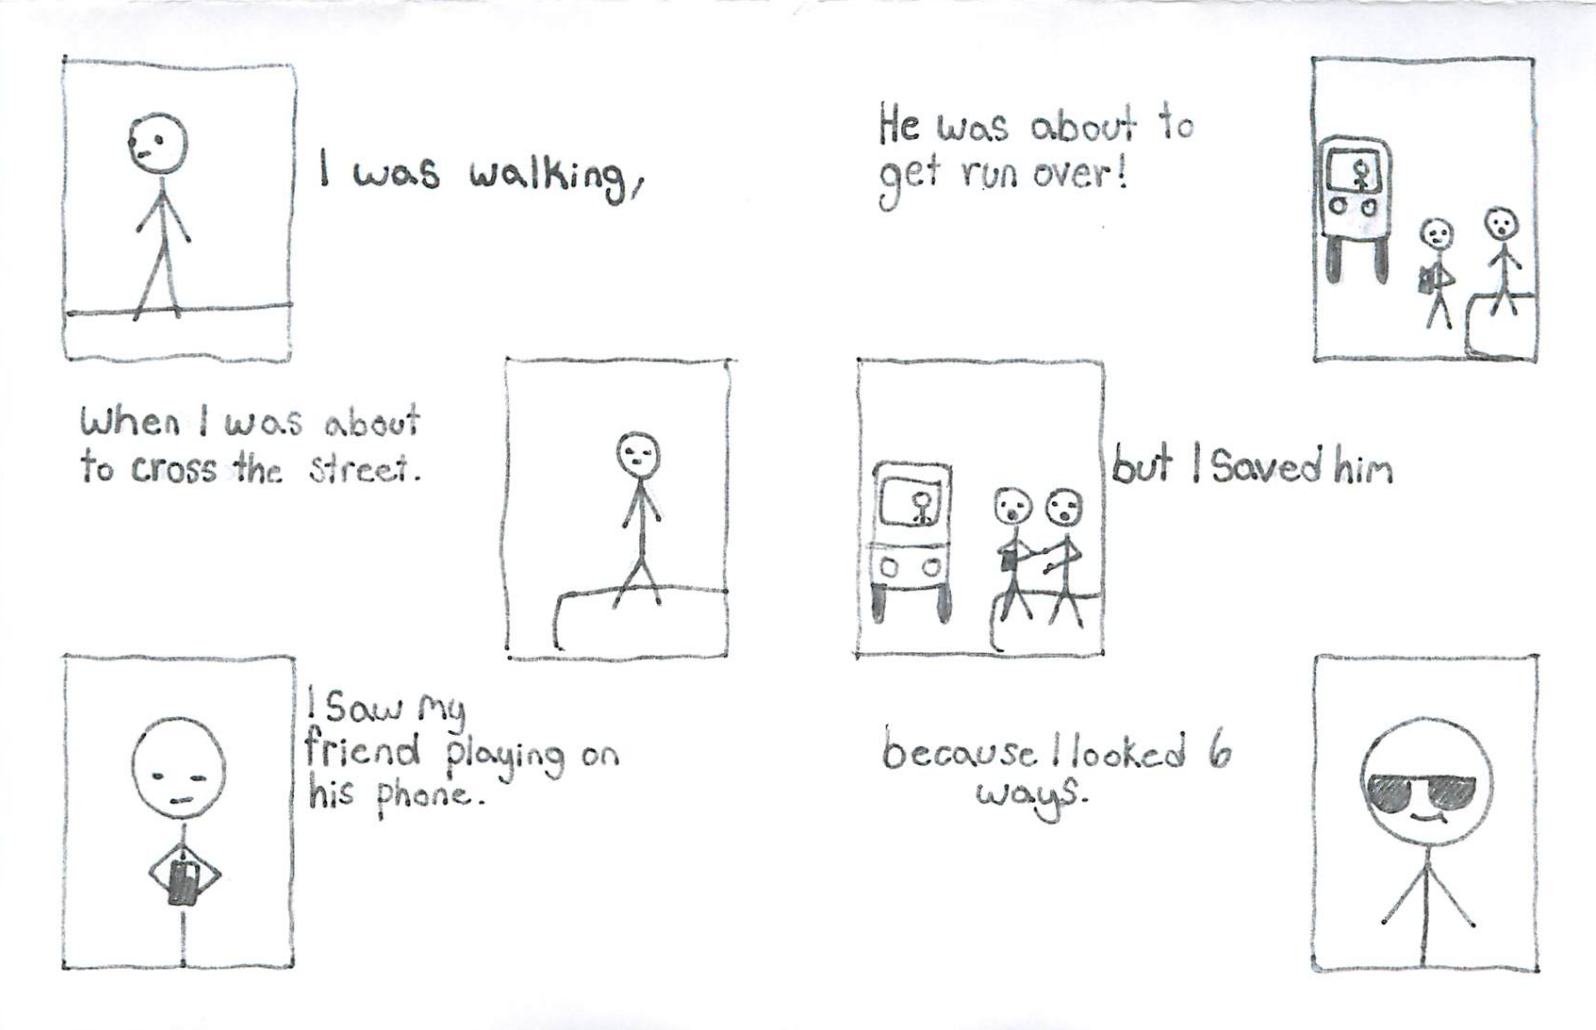 I was walking,
When I was about
to cross the street.
I saw my
friend playing on
his phone.
He was about to
get run over!
but I saved him
because I looked 6
ways.